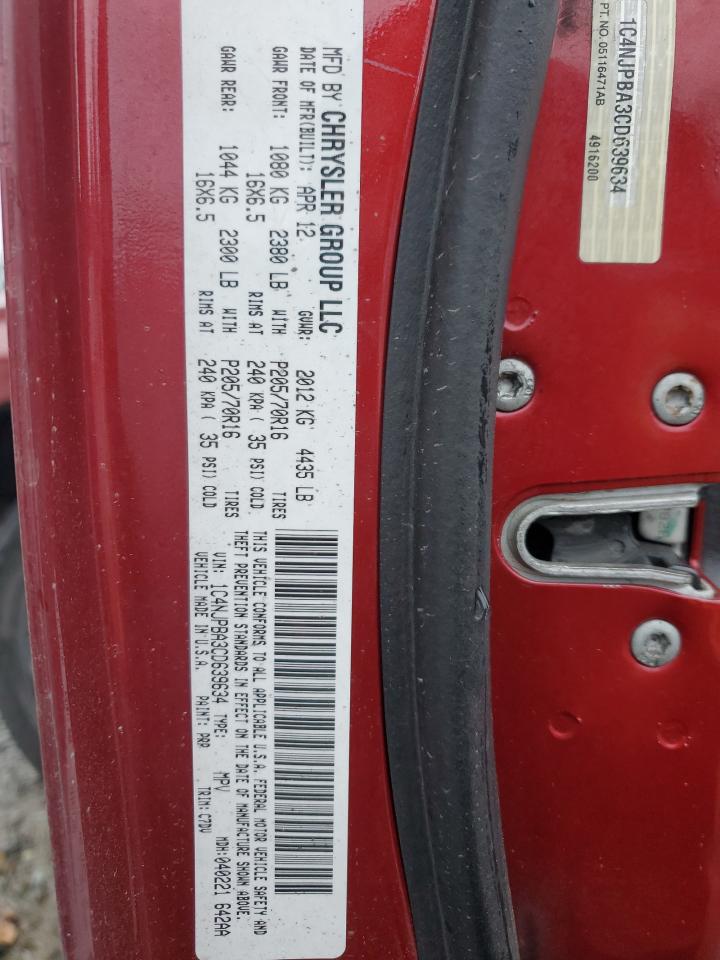 MFD BY CHRYSLER GROUP LLC
DATE OF MFR(BUILT): APR 12 GVWR: 2012 KG 4435 LB
GAWR FRONT: 1080 KG 2380 LB WITH P205/70R16 TIRES
16X6.5 RIMS AT 240 KPA ( 35 PSI) COLD
GAWR REAR: 1044 KG 2300 LB WITH P205/70R16 TIRES
16X6.5 RIMS AT 240 KPA ( 35 PSI) COLD
THIS VEHICLE CONFORMS TO ALL APPLICABLE U.S.A. FEDERAL MOTOR VEHICLE SAFETY AND
THEFT PREVENTION STANDARDS IN EFFECT ON THE DATE OF MANUFACTURE SHOWN ABOVE.
VIN: 1C4NJPBA3CD639634 TYPE: MPV MDH:040221 642AA
VEHICLE MADE IN U.S.A. PAINT: PRP TRIM: C7DV
1C4NJPBA3CD639634
PT. NO. 05116471AB 4916200